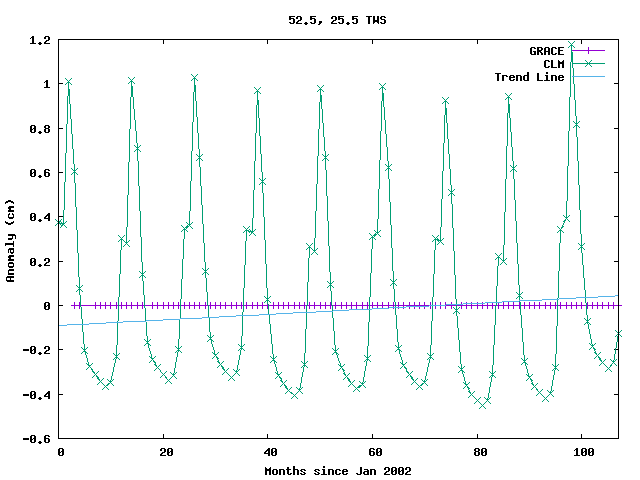 52.5, 25.5 TWS
GRACE
CLM
Trend Line
1.2
1
0.8
0.6
0.4
0.2
0
-0.2
-0.4
-0.6
Anomaly (cm)
0 20 40 60 80 100
Months since Jan 2002